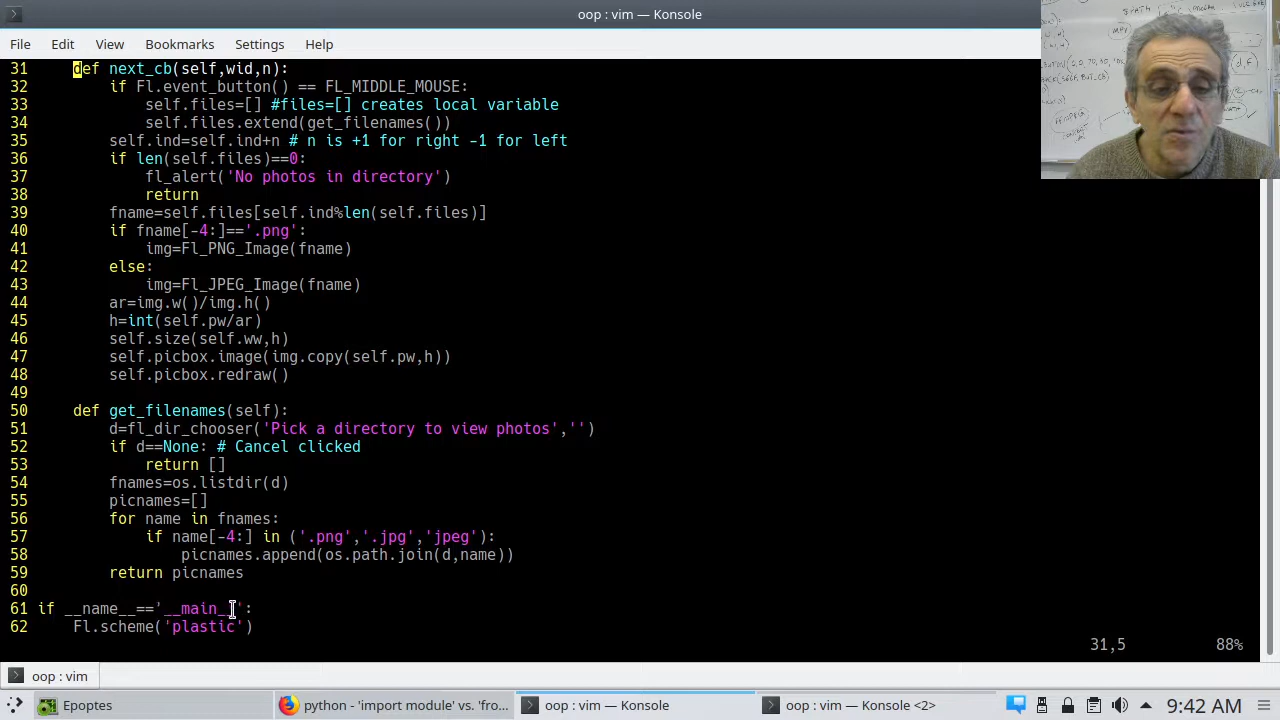 oop : vim — Konsole
File Edit View Bookmarks Settings Help
31 def next_cb(self,wid,n):
32 if Fl.event_button() == FL_MIDDLE_MOUSE:
33 self.files=[] #files=[] creates local variable
34 self.files.extend(get_filenames())
35 self.ind=self.ind+n # n is +1 for right -1 for left
36 if len(self.files)==0:
37 fl_alert('No photos in directory')
38 return
39 fname=self.files[self.ind%len(self.files)]
40 if fname[-4:]=='.png':
41 img=Fl_PNG_Image(fname)
42 else:
43 img=Fl_JPEG_Image(fname)
44 ar=img.w()/img.h()
45 h=int(self.pw/ar)
46 self.size(self.ww,h)
47 self.picbox.image(img.copy(self.pw,h))
48 self.picbox.redraw()
49
50 def get_filenames(self):
51 d=fl_dir_chooser('Pick a directory to view photos','')
52 if d==None: # Cancel clicked
53 return []
54 fnames=os.listdir(d)
55 picnames=[]
56 for name in fnames:
57 if name[-4:] in ('.png','.jpg','jpeg'):
58 picnames.append(os.path.join(d,name))
59 return picnames
60
61 if __name__=='__main__':
62 Fl.scheme('plastic')
31,5 88%
oop : vim
Epoptes python - 'import module' vs. 'fro... oop : vim — Konsole oop : vim — Konsole <2> 9:42 AM